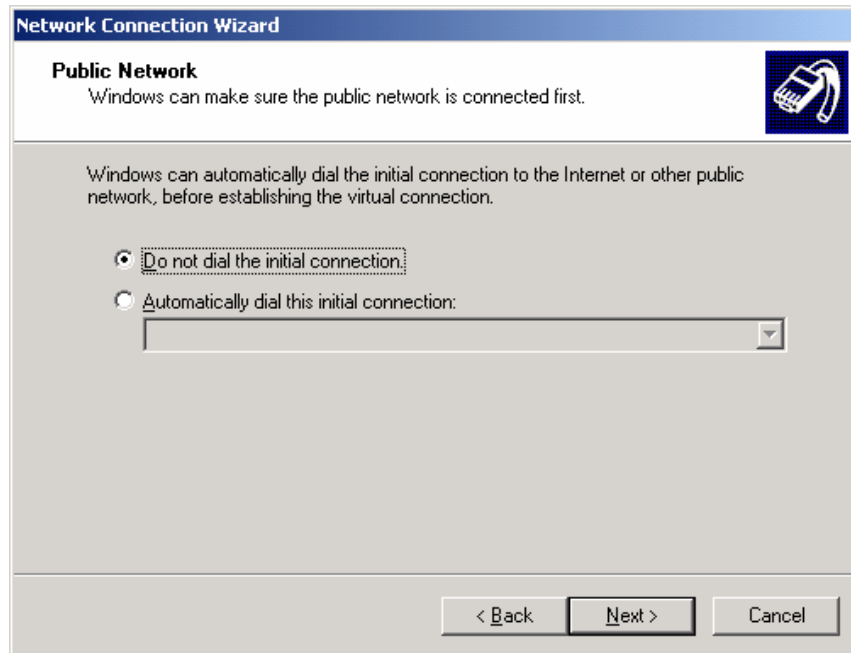 Network Connection Wizard
Public Network
Windows can make sure the public network is connected first.
Windows can automatically dial the initial connection to the Internet or other public
network, before establishing the virtual connection.
Do not dial the initial connection.
Automatically dial this initial connection:
< Back
Next >
Cancel